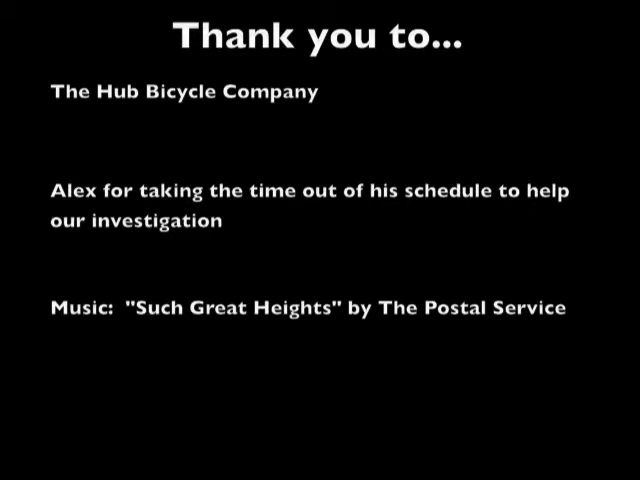 Thank you to...
The Hub Bicycle Company
Alex for taking the time out of his schedule to help
our investigation
Music:  "Such Great Heights" by The Postal Service